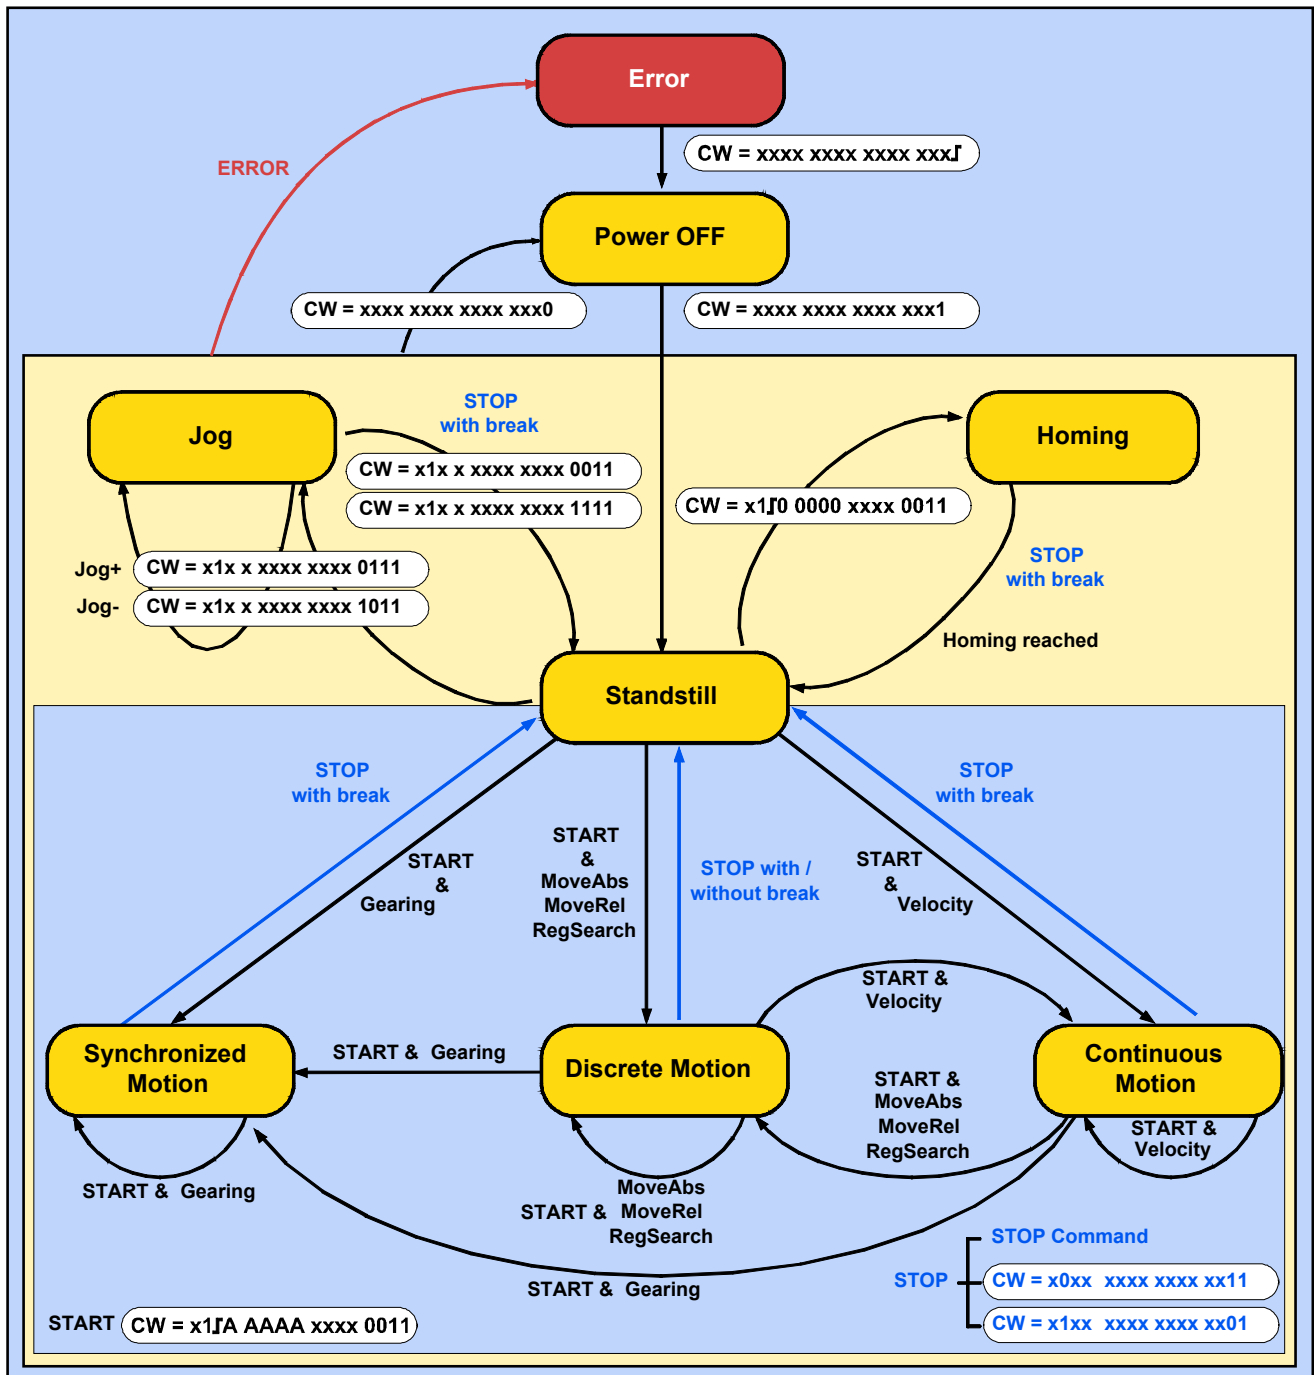 Error
CW = xxxx xxxx xxxx xxx⨍
ERROR
Power OFF
CW = xxxx xxxx xxxx xxx0
CW = xxxx xxxx xxxx xxx1
Jog
STOP
with break
Homing
CW = x1x x xxxx xxxx 0011
CW = x1x x xxxx xxxx 1111
CW = x1⨍0 0000 xxxx 0011
Jog+ CW = x1x x xxxx xxxx 0111
Jog- CW = x1x x xxxx xxxx 1011
STOP
with break
Homing reached
Standstill
STOP
with break
START
&
Gearing
START
&
MoveAbs
MoveRel
RegSearch
STOP with /
without break
START
&
Velocity
STOP
with break
START &
Velocity
Synchronized
Motion
START & Gearing
Discrete Motion
START &
MoveAbs
MoveRel
RegSearch
Continuous
Motion
START &
Velocity
START & Gearing
MoveAbs
START & MoveRel
RegSearch
START & Gearing
STOP Command
STOP
CW = x0xx xxxx xxxx xx11
CW = x1xx xxxx xxxx xx01
START CW = x1⨍A AAAA xxxx 0011